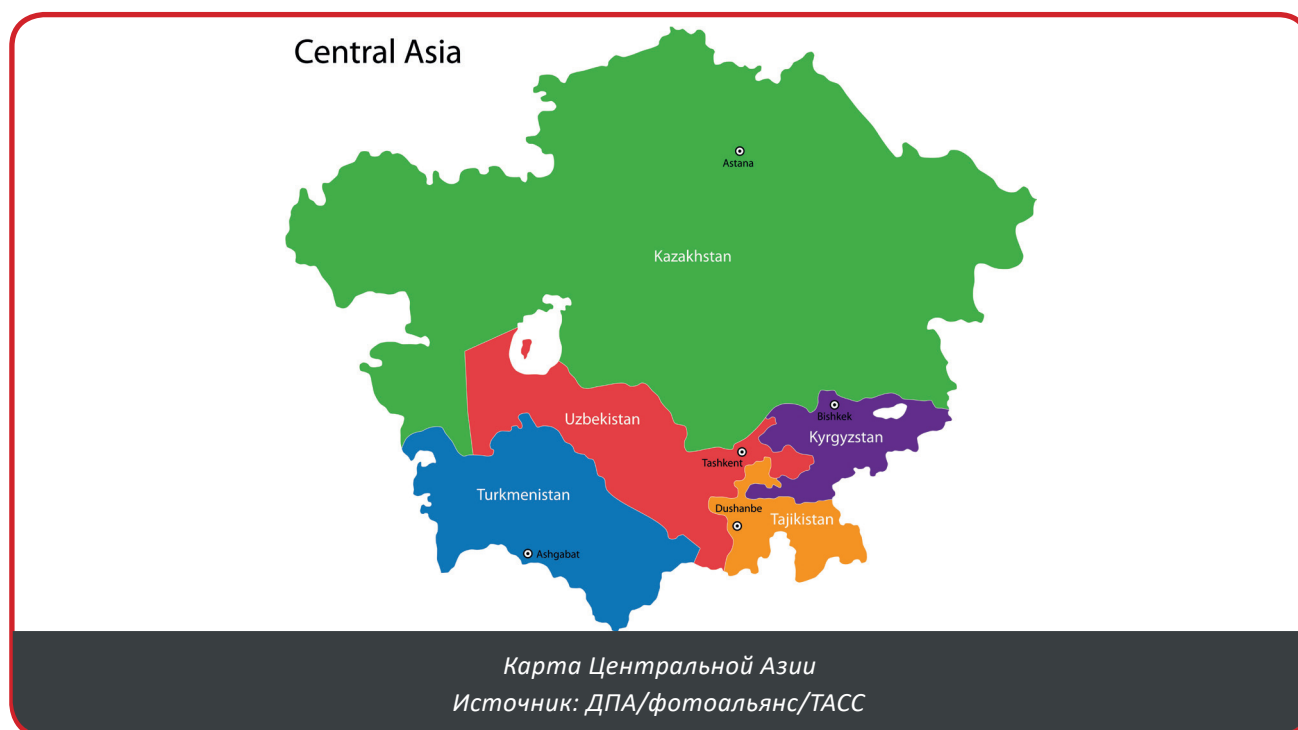 Central Asia
Astana
Kazakhstan
Bishkek
Uzbekistan
Kyrgyzstan
Tashkent
Turkmenistan
Dushanbe
Tajikistan
Ashgabat
Карта Центральной Азии
Источник: ДПА/фотоальянс/ТАСС